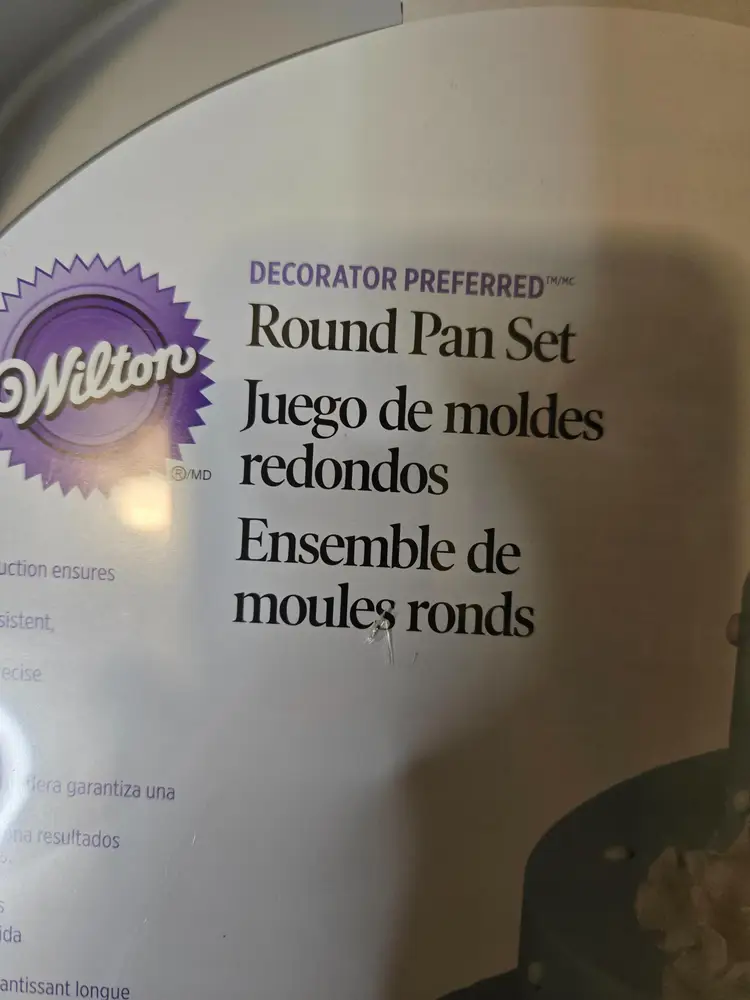 DECORATOR PREFERRED™/MC
Round Pan Set
Juego de moldes
redondos
Ensemble de
moules ronds
Wilton
®/MD
uction ensures
sistent,
ecise
dera garantiza una
ona resultados
s
ida
antissant longue